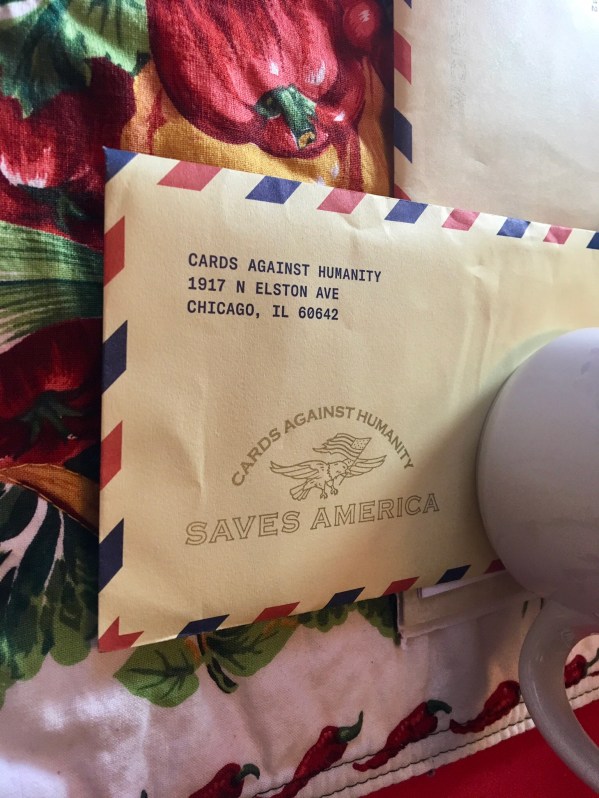 CARDS AGAINST HUMANITY
1917 N ELSTON AVE
CHICAGO, IL 60642
CARDS AGAINST HUMANITY
SAVES AMERICA